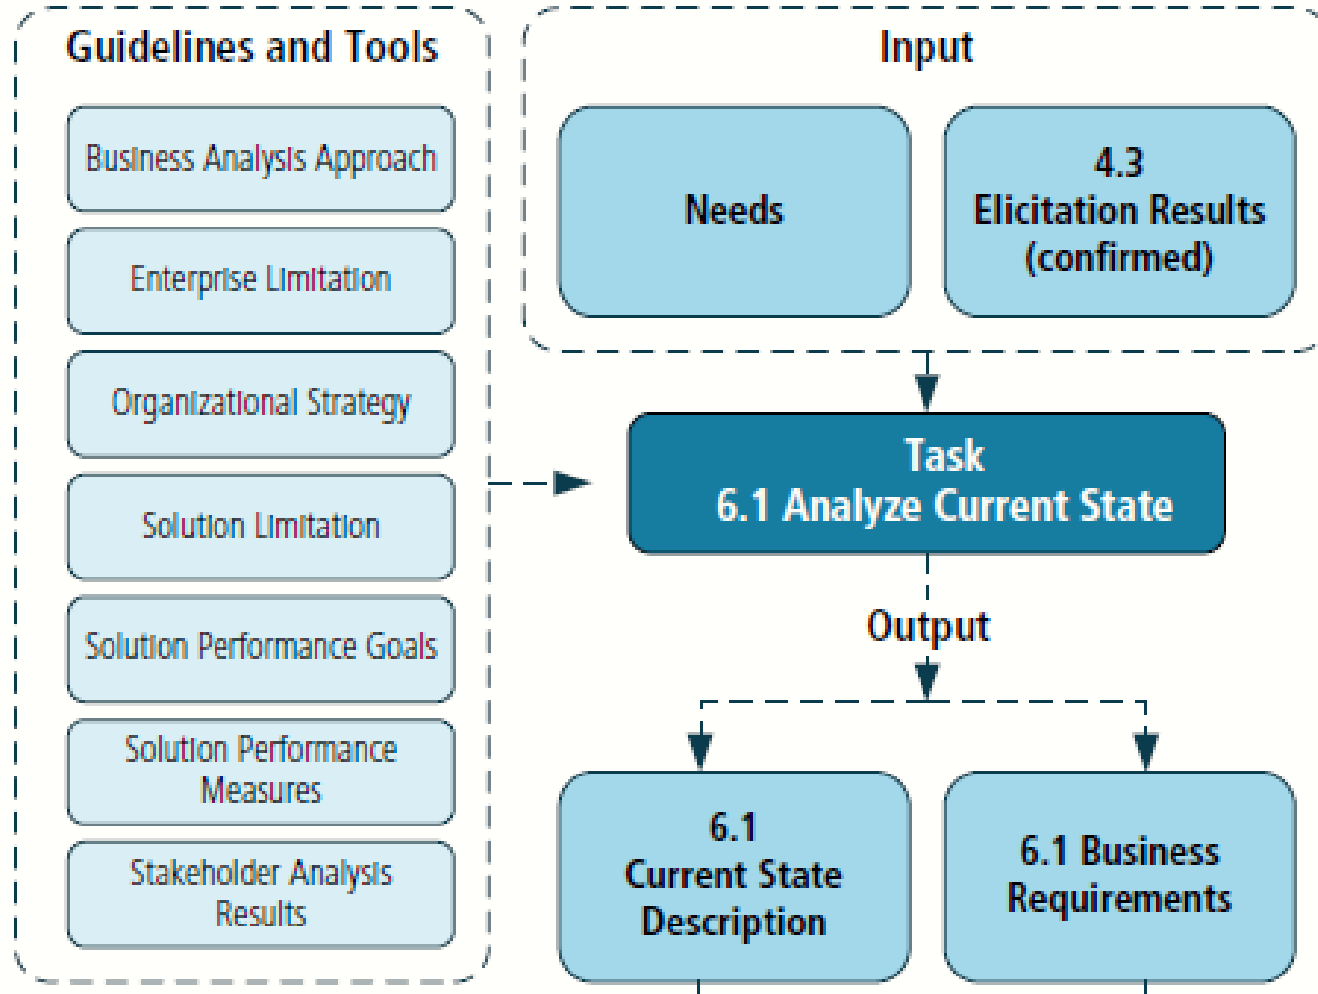 Guidelines and Tools
Business Analysis Approach
Enterprise Limitation
Organizational Strategy
Solution Limitation
Solution Performance Goals
Solution Performance
Measures
Stakeholder Analysis
Results
Input
Needs
4.3
Elicitation Results
(confirmed)
Task
6.1 Analyze Current State
Output
6.1
Current State
Description
6.1 Business
Requirements